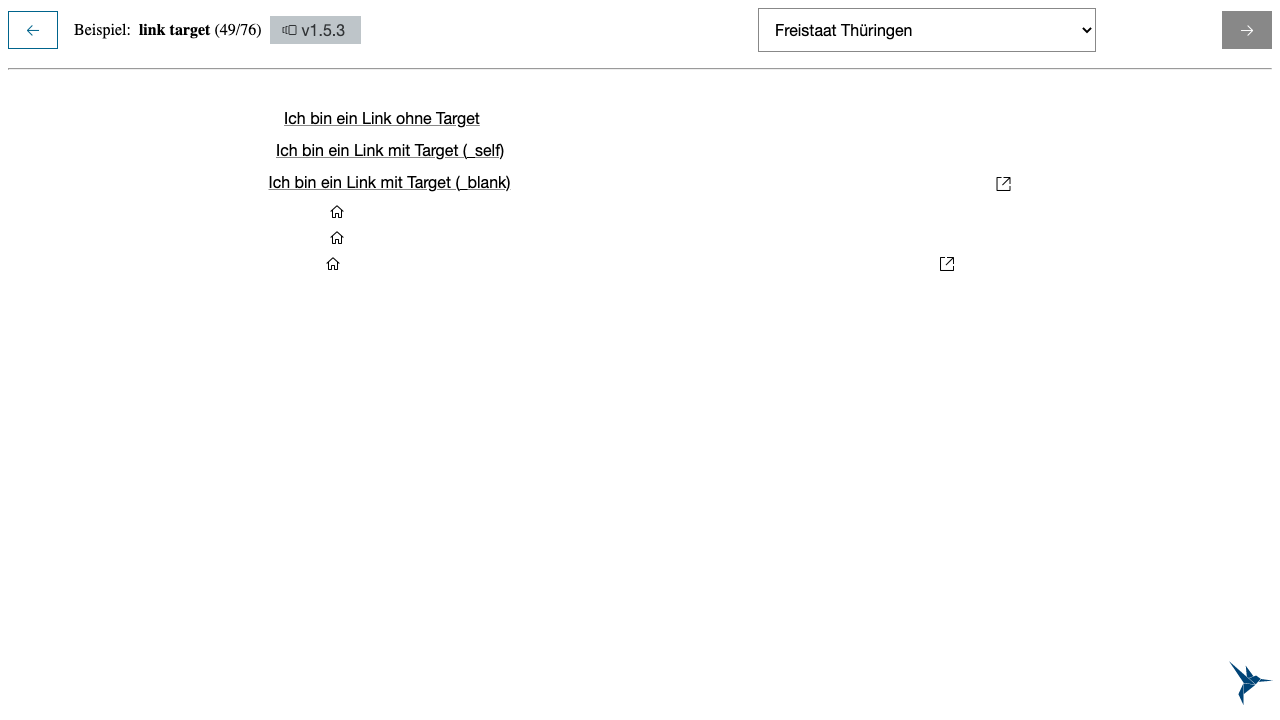 Beispiel: link target (49/76) v1.5.3 Freistaat Thüringen
Ich bin ein Link ohne Target
Ich bin ein Link mit Target (_self)
Ich bin ein Link mit Target (_blank)